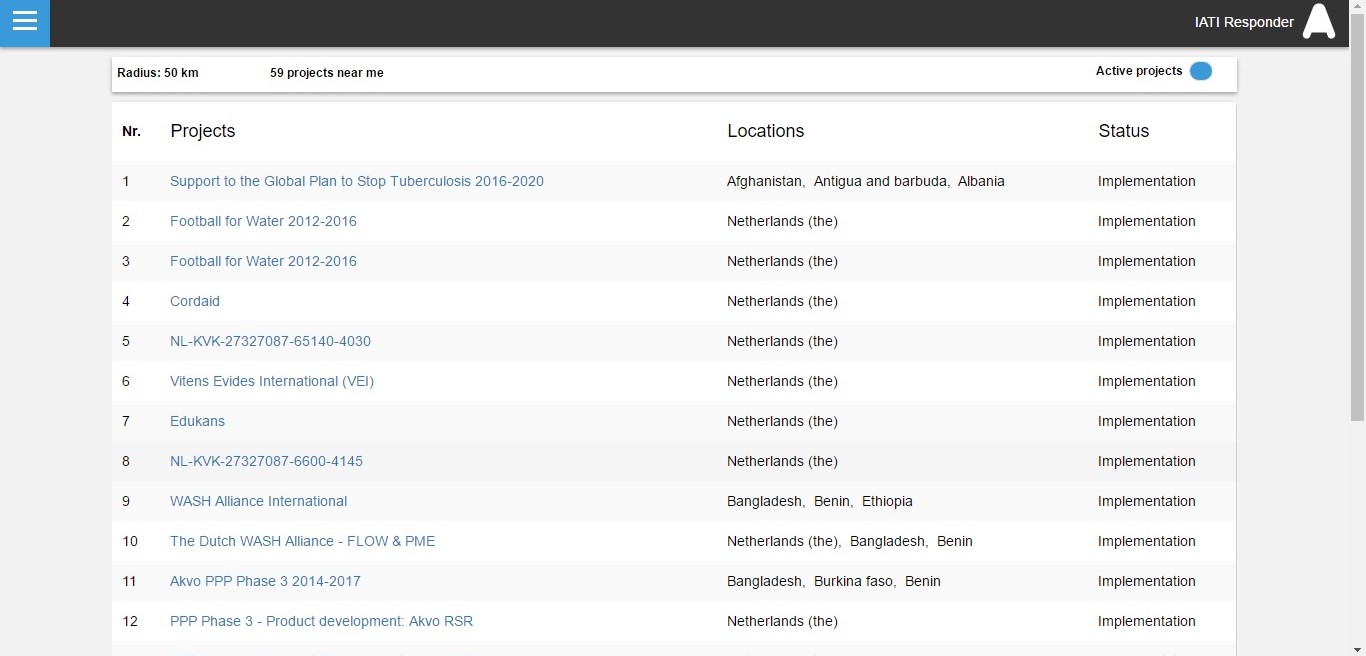 IATI Responder
Radius: 50 km 59 projects near me Active projects
Nr. Projects Locations Status
1 Support to the Global Plan to Stop Tuberculosis 2016-2020 Afghanistan, Antigua and barbuda, Albania Implementation
2 Football for Water 2012-2016 Netherlands (the) Implementation
3 Football for Water 2012-2016 Netherlands (the) Implementation
4 Cordaid Netherlands (the) Implementation
5 NL-KVK-27327087-65140-4030 Netherlands (the) Implementation
6 Vitens Evides International (VEI) Netherlands (the) Implementation
7 Edukans Netherlands (the) Implementation
8 NL-KVK-27327087-6600-4145 Netherlands (the) Implementation
9 WASH Alliance International Bangladesh, Benin, Ethiopia Implementation
10 The Dutch WASH Alliance - FLOW & PME Netherlands (the), Bangladesh, Benin Implementation
11 Akvo PPP Phase 3 2014-2017 Bangladesh, Burkina faso, Benin Implementation
12 PPP Phase 3 - Product development: Akvo RSR Netherlands (the) Implementation